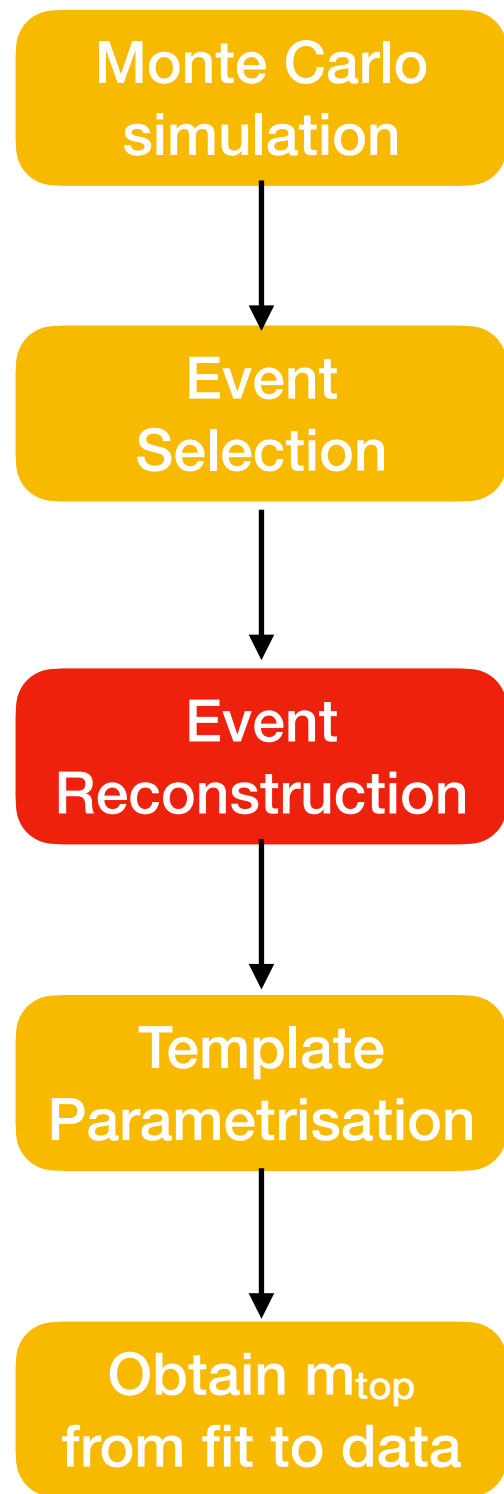 Monte Carlo
simulation
Event
Selection
Event
Reconstruction
Template
Parametrisation
Obtain mtop
from fit to data